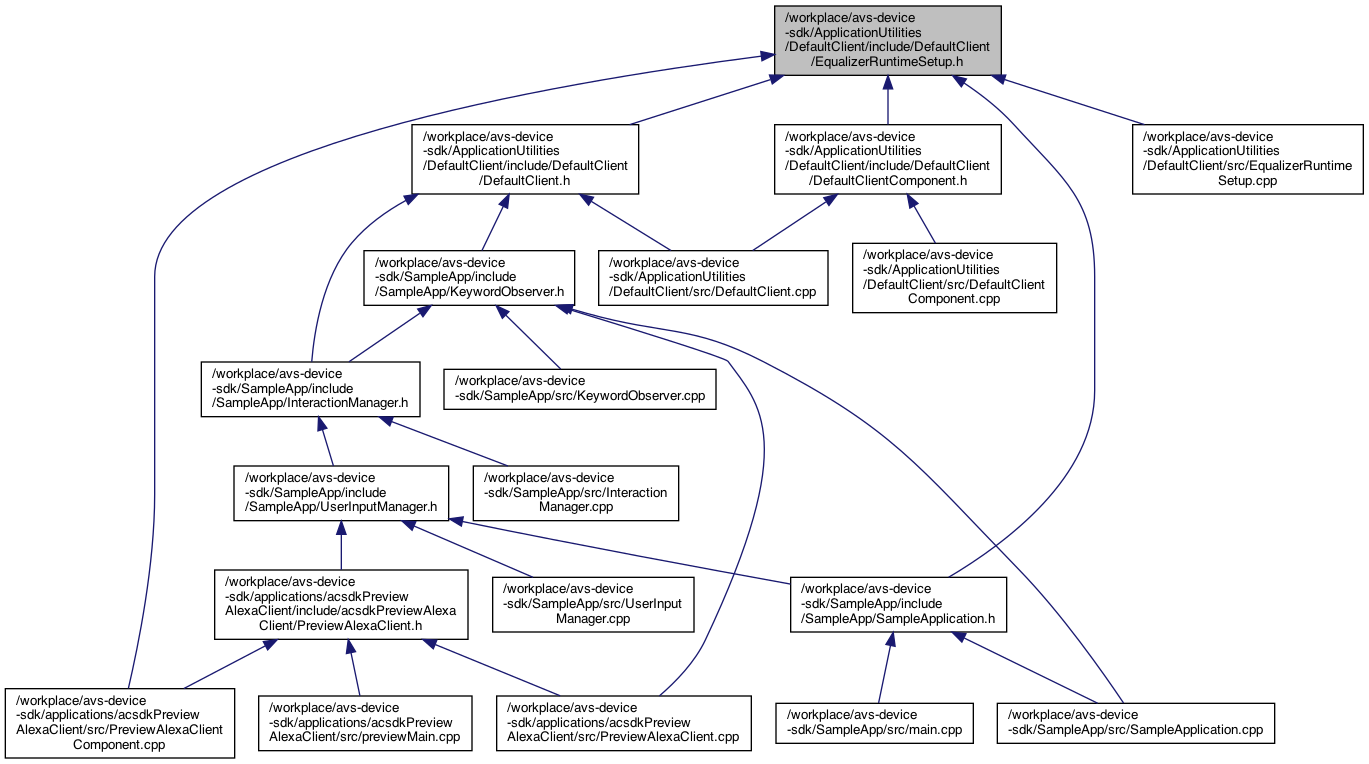 /workplace/avs-device
-sdk/ApplicationUtilities
/DefaultClient/include/DefaultClient
/EqualizerRuntimeSetup.h
/workplace/avs-device
-sdk/ApplicationUtilities
/DefaultClient/include/DefaultClient
/DefaultClient.h
/workplace/avs-device
-sdk/ApplicationUtilities
/DefaultClient/include/DefaultClient
/DefaultClientComponent.h
/workplace/avs-device
-sdk/ApplicationUtilities
/DefaultClient/src/EqualizerRuntime
Setup.cpp
/workplace/avs-device
-sdk/SampleApp/include
/SampleApp/KeywordObserver.h
/workplace/avs-device
-sdk/ApplicationUtilities
/DefaultClient/src/DefaultClient.cpp
/workplace/avs-device
-sdk/ApplicationUtilities
/DefaultClient/src/DefaultClient
Component.cpp
/workplace/avs-device
-sdk/SampleApp/include
/SampleApp/InteractionManager.h
/workplace/avs-device
-sdk/SampleApp/src/KeywordObserver.cpp
/workplace/avs-device
-sdk/SampleApp/include
/SampleApp/UserInputManager.h
/workplace/avs-device
-sdk/SampleApp/src/Interaction
Manager.cpp
/workplace/avs-device
-sdk/applications/acsdkPreview
AlexaClient/include/acsdkPreviewAlexa
Client/PreviewAlexaClient.h
/workplace/avs-device
-sdk/SampleApp/src/UserInput
Manager.cpp
/workplace/avs-device
-sdk/SampleApp/include
/SampleApp/SampleApplication.h
/workplace/avs-device
-sdk/applications/acsdkPreview
AlexaClient/src/PreviewAlexaClient
Component.cpp
/workplace/avs-device
-sdk/applications/acsdkPreview
AlexaClient/src/previewMain.cpp
/workplace/avs-device
-sdk/applications/acsdkPreview
AlexaClient/src/PreviewAlexaClient.cpp
/workplace/avs-device
-sdk/SampleApp/src/main.cpp
/workplace/avs-device
-sdk/SampleApp/src/SampleApplication.cpp